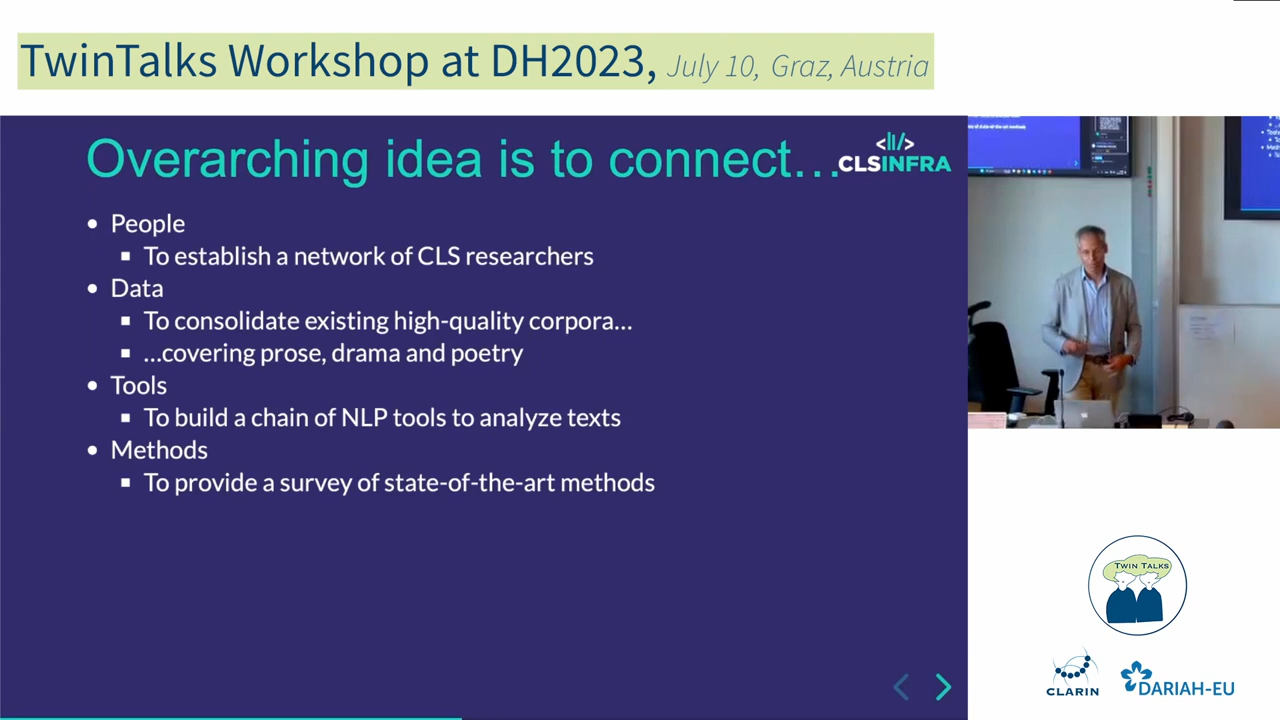 TwinTalks Workshop at DH2023, July 10, Graz, Austria
Overarching idea is to connect...
CLSINFRA
• People
▪ To establish a network of CLS researchers
• Data
▪ To consolidate existing high-quality corpora...
▪ ...covering prose, drama and poetry
• Tools
▪ To build a chain of NLP tools to analyze texts
• Methods
▪ To provide a survey of state-of-the-art methods
TWIN TALKS
CLARIN
DARIAH-EU